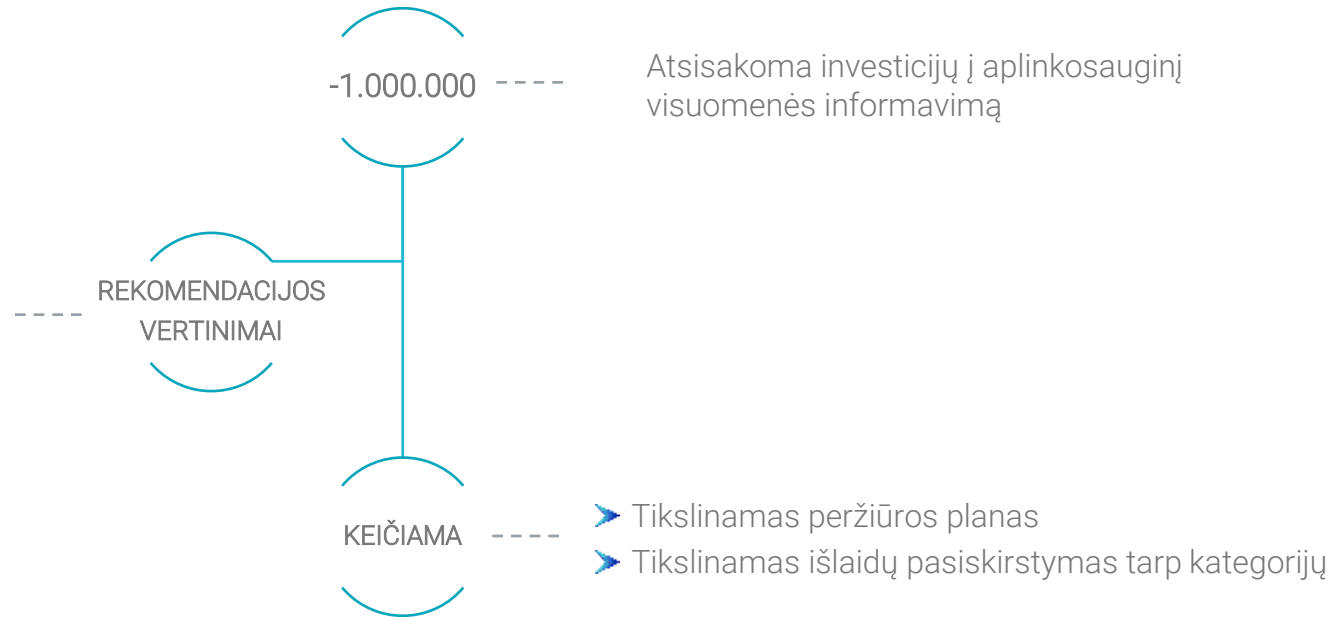 -1.000.000
Atsisakoma investicijų į aplinkosauginį
visuomenės informavimą
REKOMENDACIJOS
VERTINIMAI
KEIČIAMA
Tikslinamas peržiūros planas
Tikslinamas išlaidų pasiskirstymas tarp kategorijų